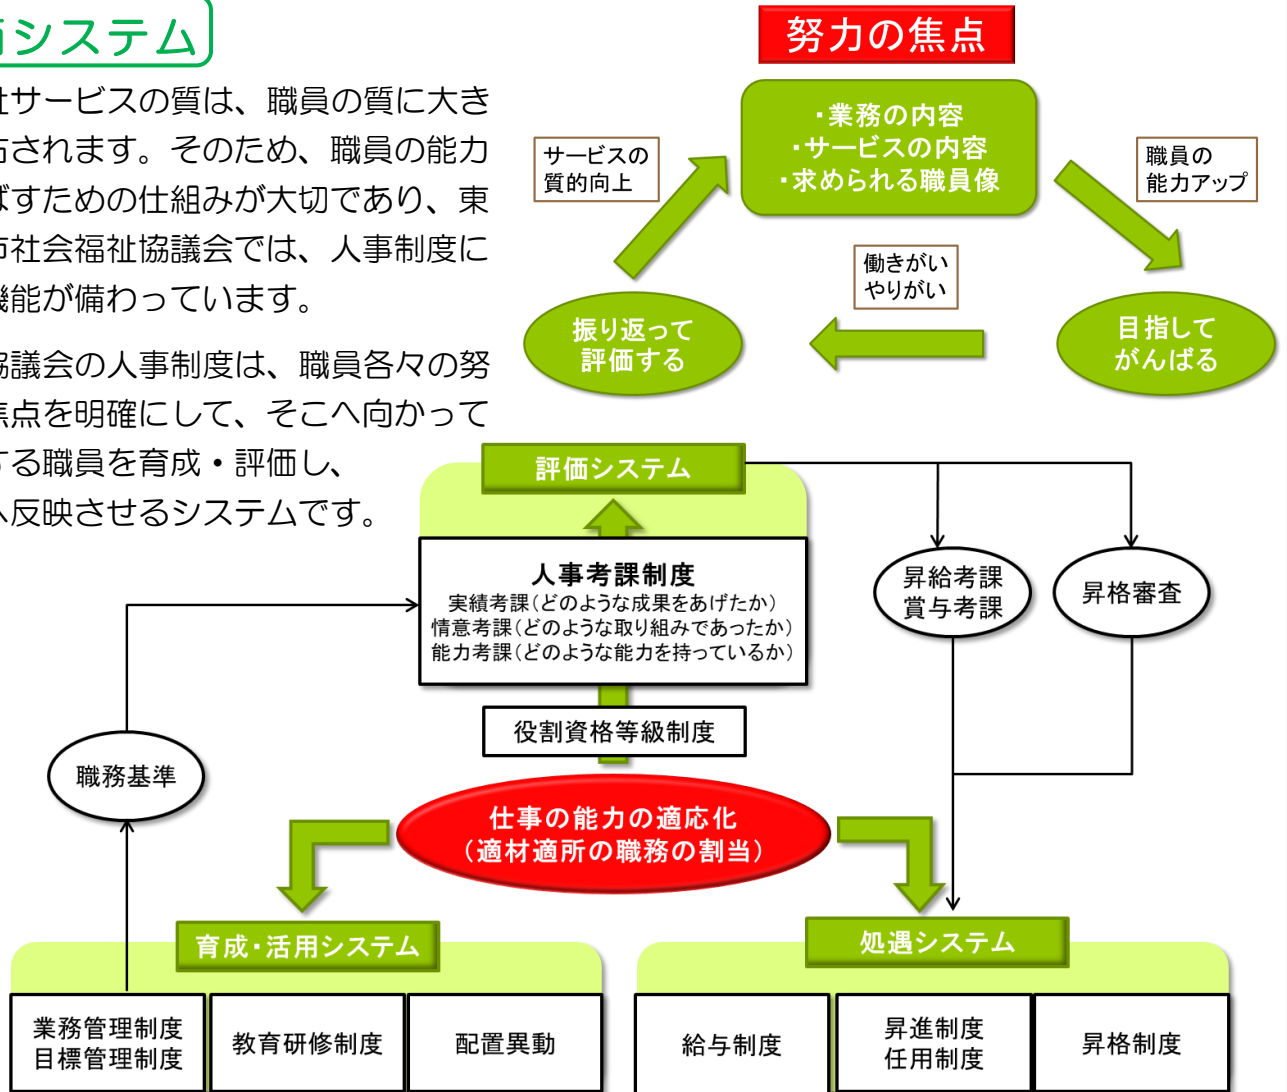 システム
サービスの質は、職員の質に大き
されます。そのため、職員の能力
ばすための仕組みが大切であり、東
市社会福祉協議会では、人事制度に
機能が備わっています。
協議会の人事制度は、職員各々の努
焦点を明確にして、そこへ向かって
する職員を育成・評価し、
へ反映させるシステムです。
努力の焦点
・業務の内容
・サービスの内容
・求められる職員像
サービスの
質的向上
職員の
能力アップ
働きがい
やりがい
振り返って
評価する
目指して
がんばる
評価システム
人事考課制度
実績考課(どのような成果をあげたか)
情意考課(どのような取り組みであったか)
能力考課(どのような能力を持っているか)
昇給考課
賞与考課
昇格審査
役割資格等級制度
職務基準
仕事の能力の適応化
(適材適所の職務の割当)
育成・活用システム
処遇システム
業務管理制度
目標管理制度
教育研修制度
配置異動
給与制度
昇進制度
任用制度
昇格制度